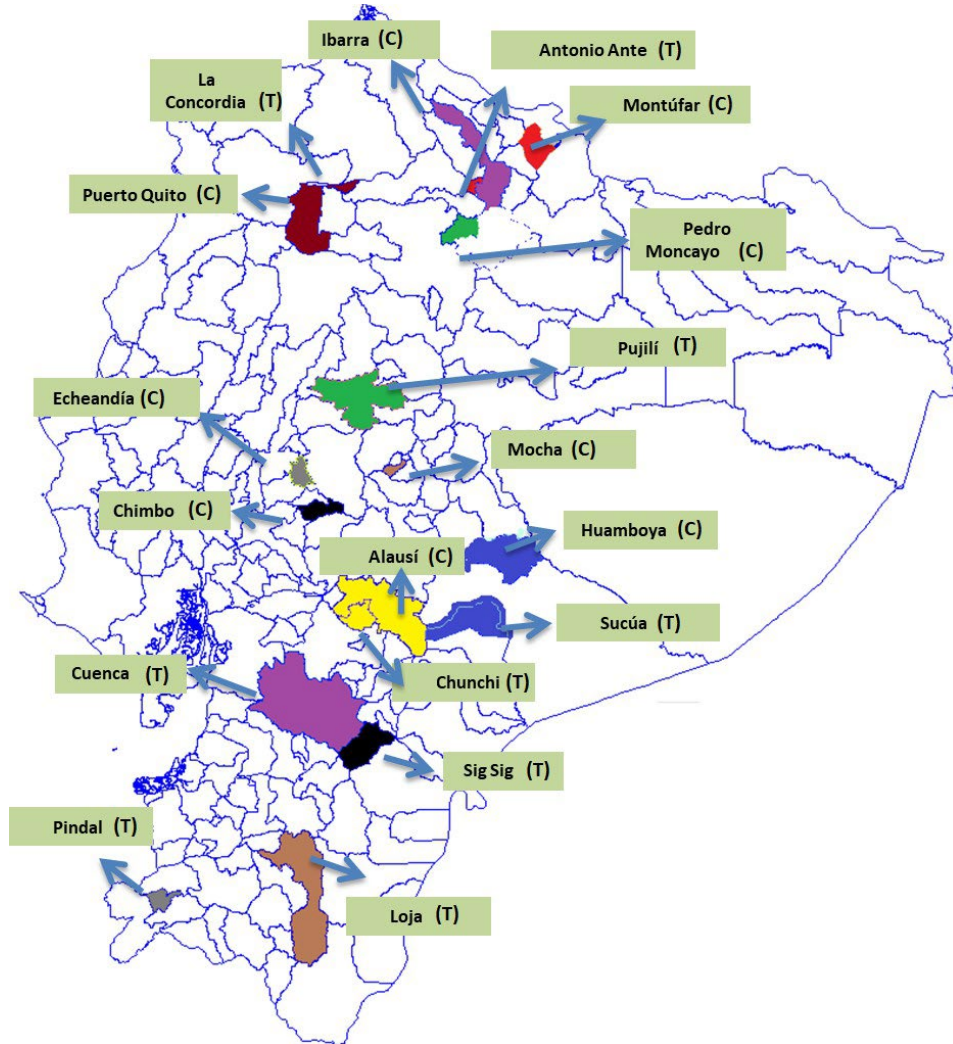 Ibarra (C)
Antonio Ante (T)
La
Concordia (T)
Montúfar (C)
Puerto Quito (C)
Pedro
Moncayo (C)
Pujilí (T)
Echeandía (C)
Mocha (C)
Chimbo (C)
Huamboya (C)
Alausí (C)
Sucúa (T)
Cuenca (T)
Chunchi (T)
Sig Sig (T)
Pindal (T)
Loja (T)